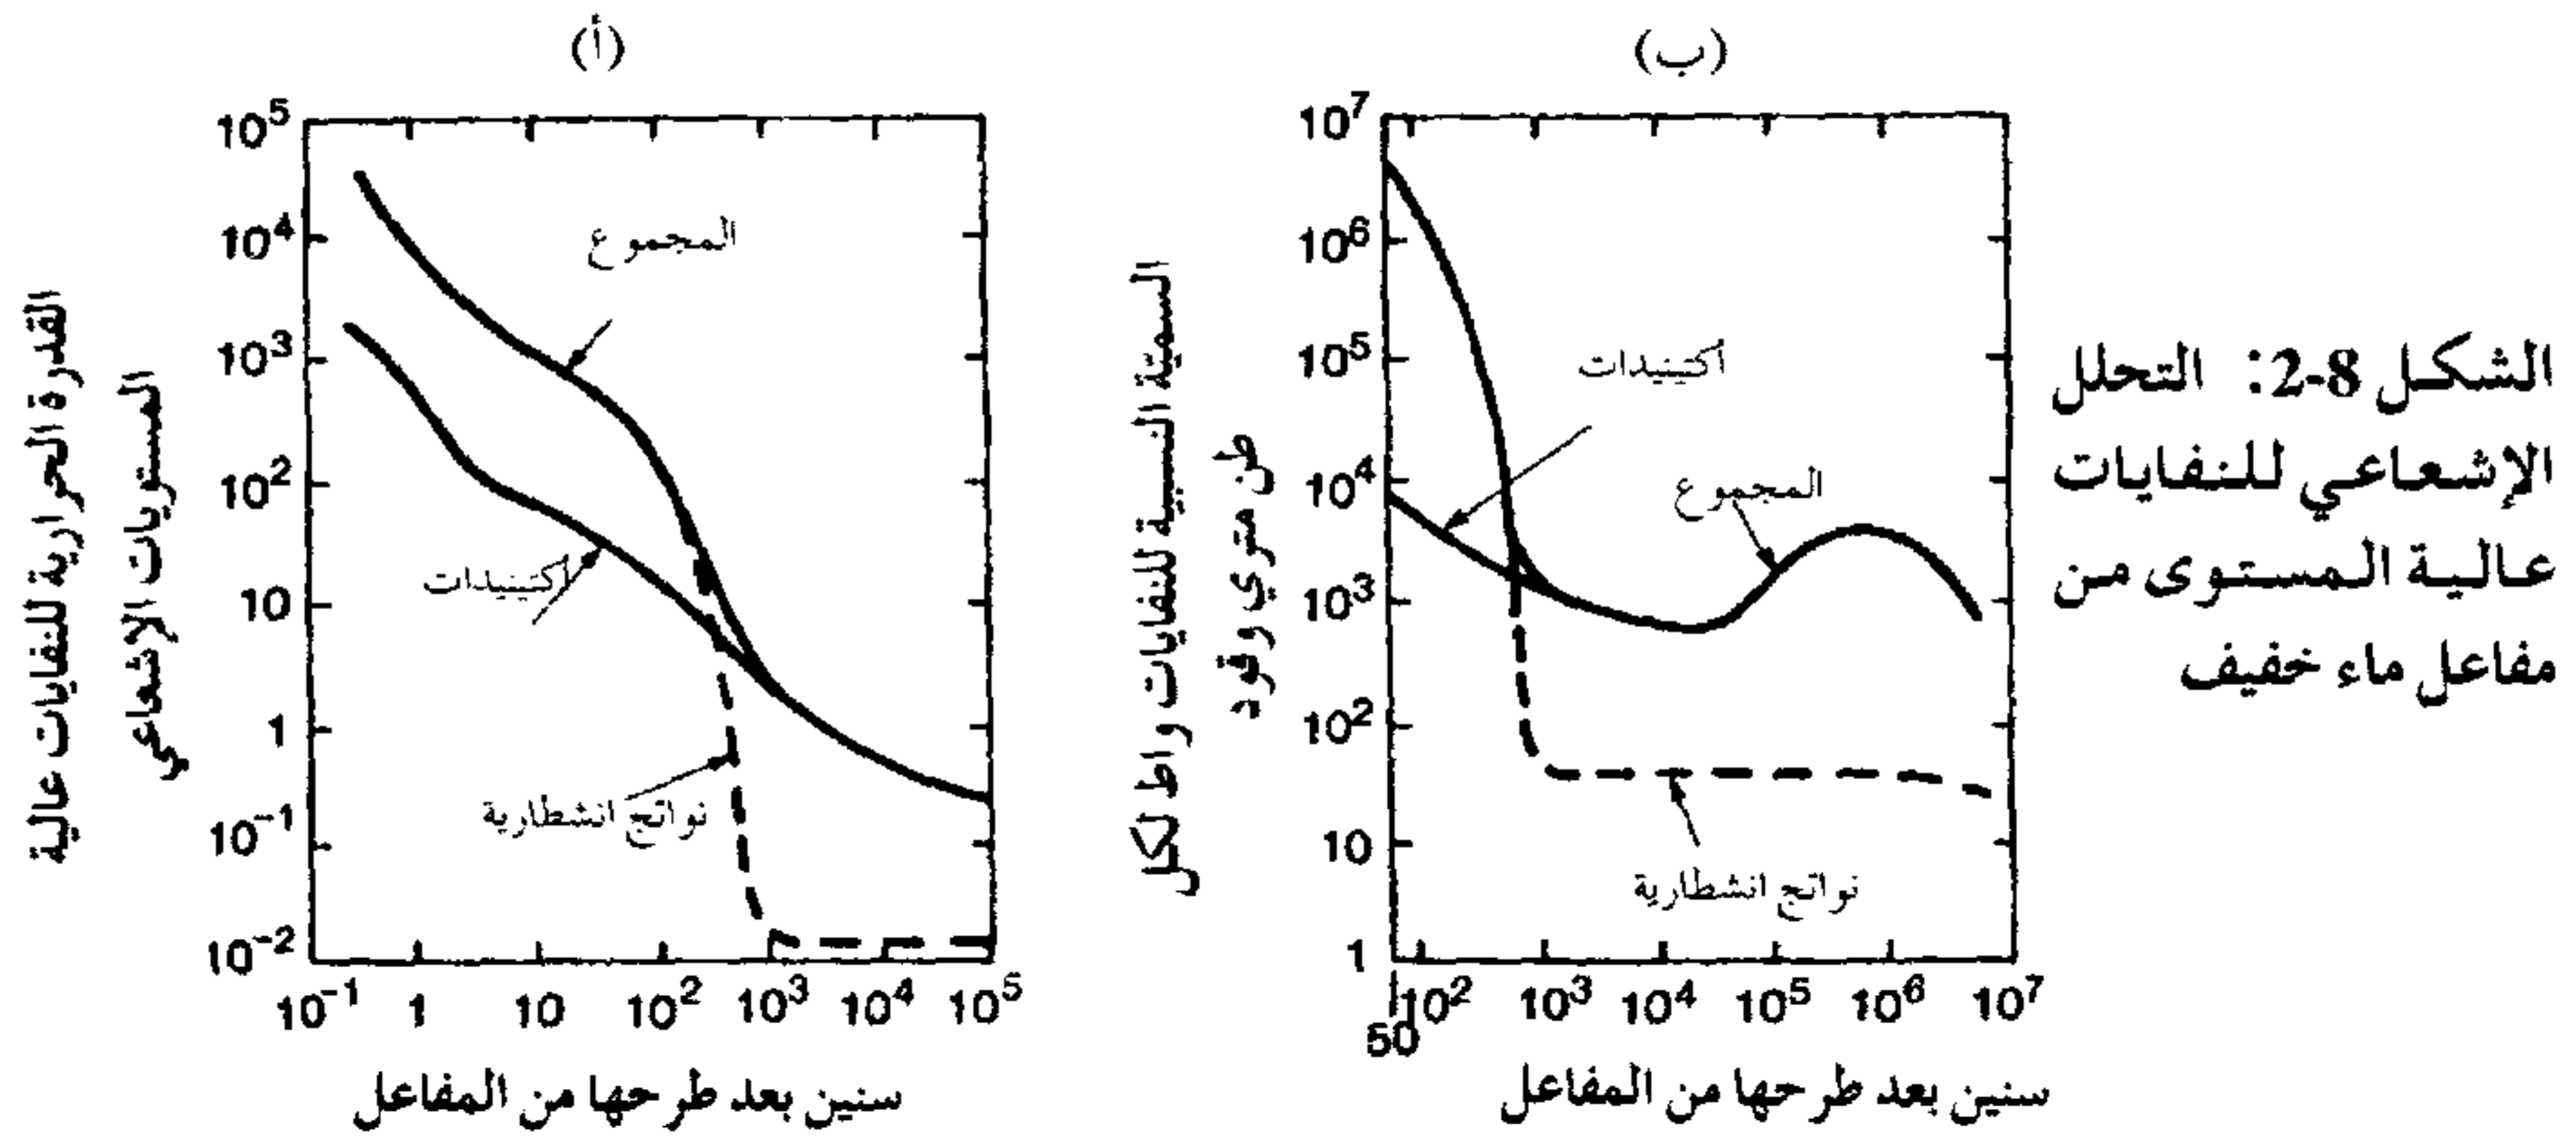 (أ)
10⁵
10⁴
10³
10²
10
1
10⁻¹
10⁻²
10⁻¹ 1 10 10² 10³ 10⁴ 10⁵
القدرة الحرارية للنفايات عالية
المستويات الإشعاعي
المجموع
أكتينيدات
نواتج انشطارية
سنين بعد طرحها من المفاعل
(ب)
10⁷
10⁶
10⁵
10⁴
10³
10²
10
1
50 10² 10³ 10⁴ 10⁵ 10⁶ 10⁷
السميّة النسبية للنفايات واط لكل
طن متري وقود
أكتينيدات
المجموع
نواتج انشطارية
سنين بعد طرحها من المفاعل
الشكل 8-2: التحلل
الإشعاعي للنفايات
عالية المستوى من
مفاعل ماء خفيف